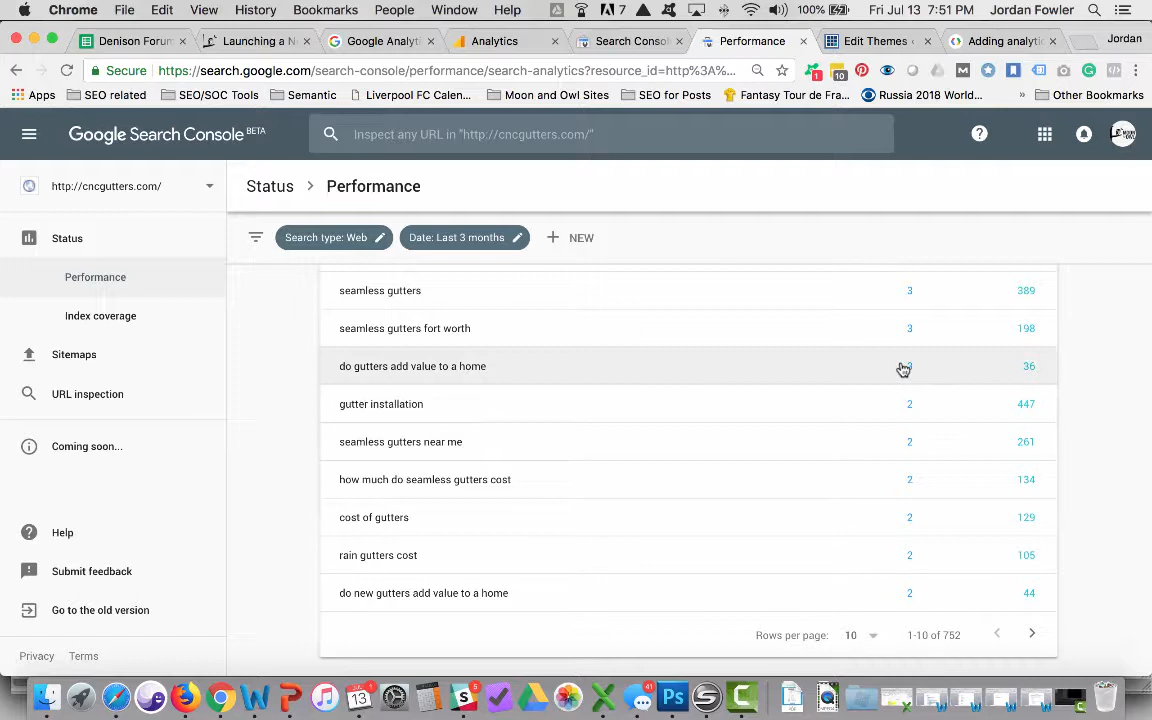 Chrome File Edit View History Bookmarks People Window Help 7 100% Fri Jul 13 7:51 PM Jordan Fowler
Denison Forum Launching a N Google Analyti Analytics Search Conso Performance Edit Themes Adding analytic Jordan
Secure https://search.google.com/search-console/performance/search-analytics?resource_id=http%3A%... 1 10
Apps SEO related SEO/SOC Tools Semantic Liverpool FC Calen... Moon and Owl Sites SEO for Posts Fantasy Tour de Fra... Russia 2018 World... » Other Bookmarks
Google Search Console BETA Inspect any URL in "http://cncgutters.com/"
http://cncgutters.com/ Status > Performance
Status
Performance
Index coverage
Sitemaps
URL inspection
Coming soon...
Help
Submit feedback
Go to the old version
Privacy Terms
Search type: Web Date: Last 3 months + NEW
seamless gutters 3 389
seamless gutters fort worth 3 198
do gutters add value to a home 36
gutter installation 2 447
seamless gutters near me 2 261
how much do seamless gutters cost 2 134
cost of gutters 2 129
rain gutters cost 2 105
do new gutters add value to a home 2 44
Rows per page: 10 1-10 of 752
13 1 5 41